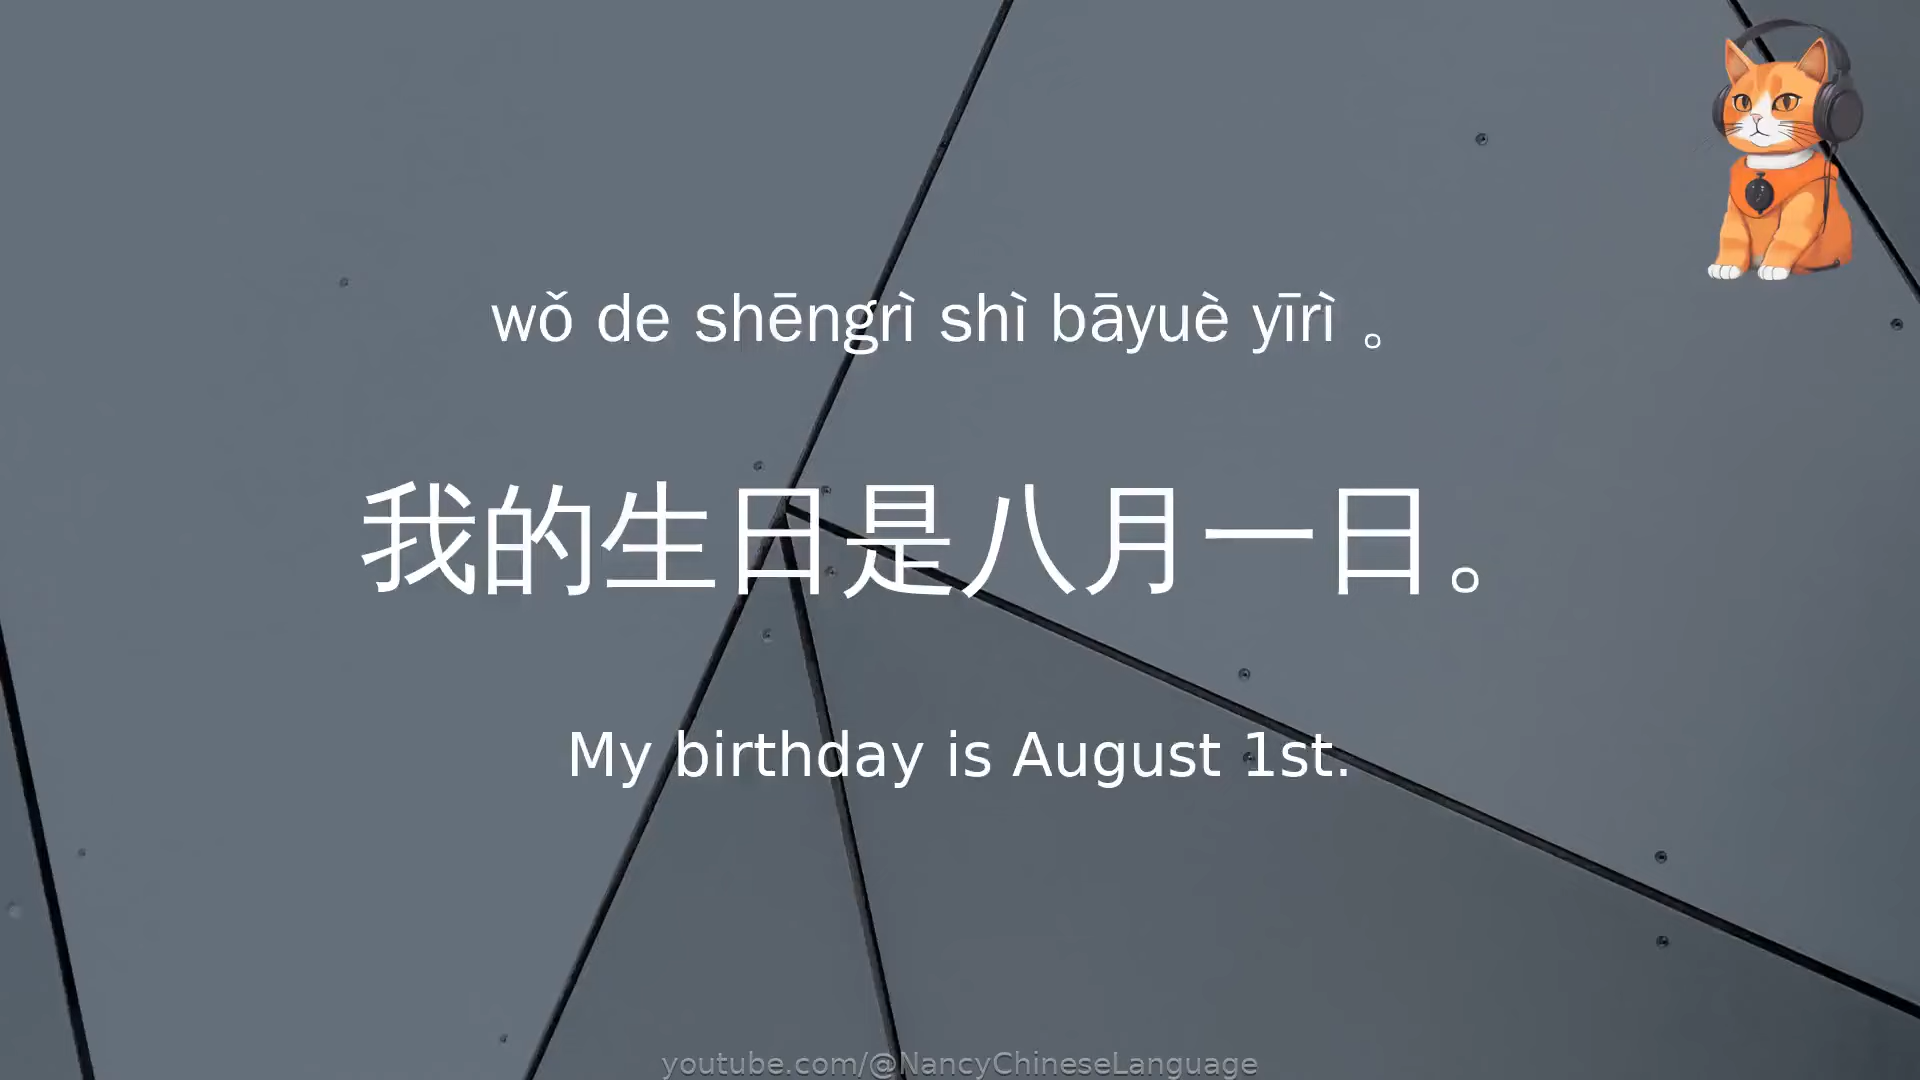 wǒ de shēngrì shì bāyuè yīrì 。
我的生日是八月一日。
My birthday is August 1st.
youtube.com/@NancyChineseLanguage